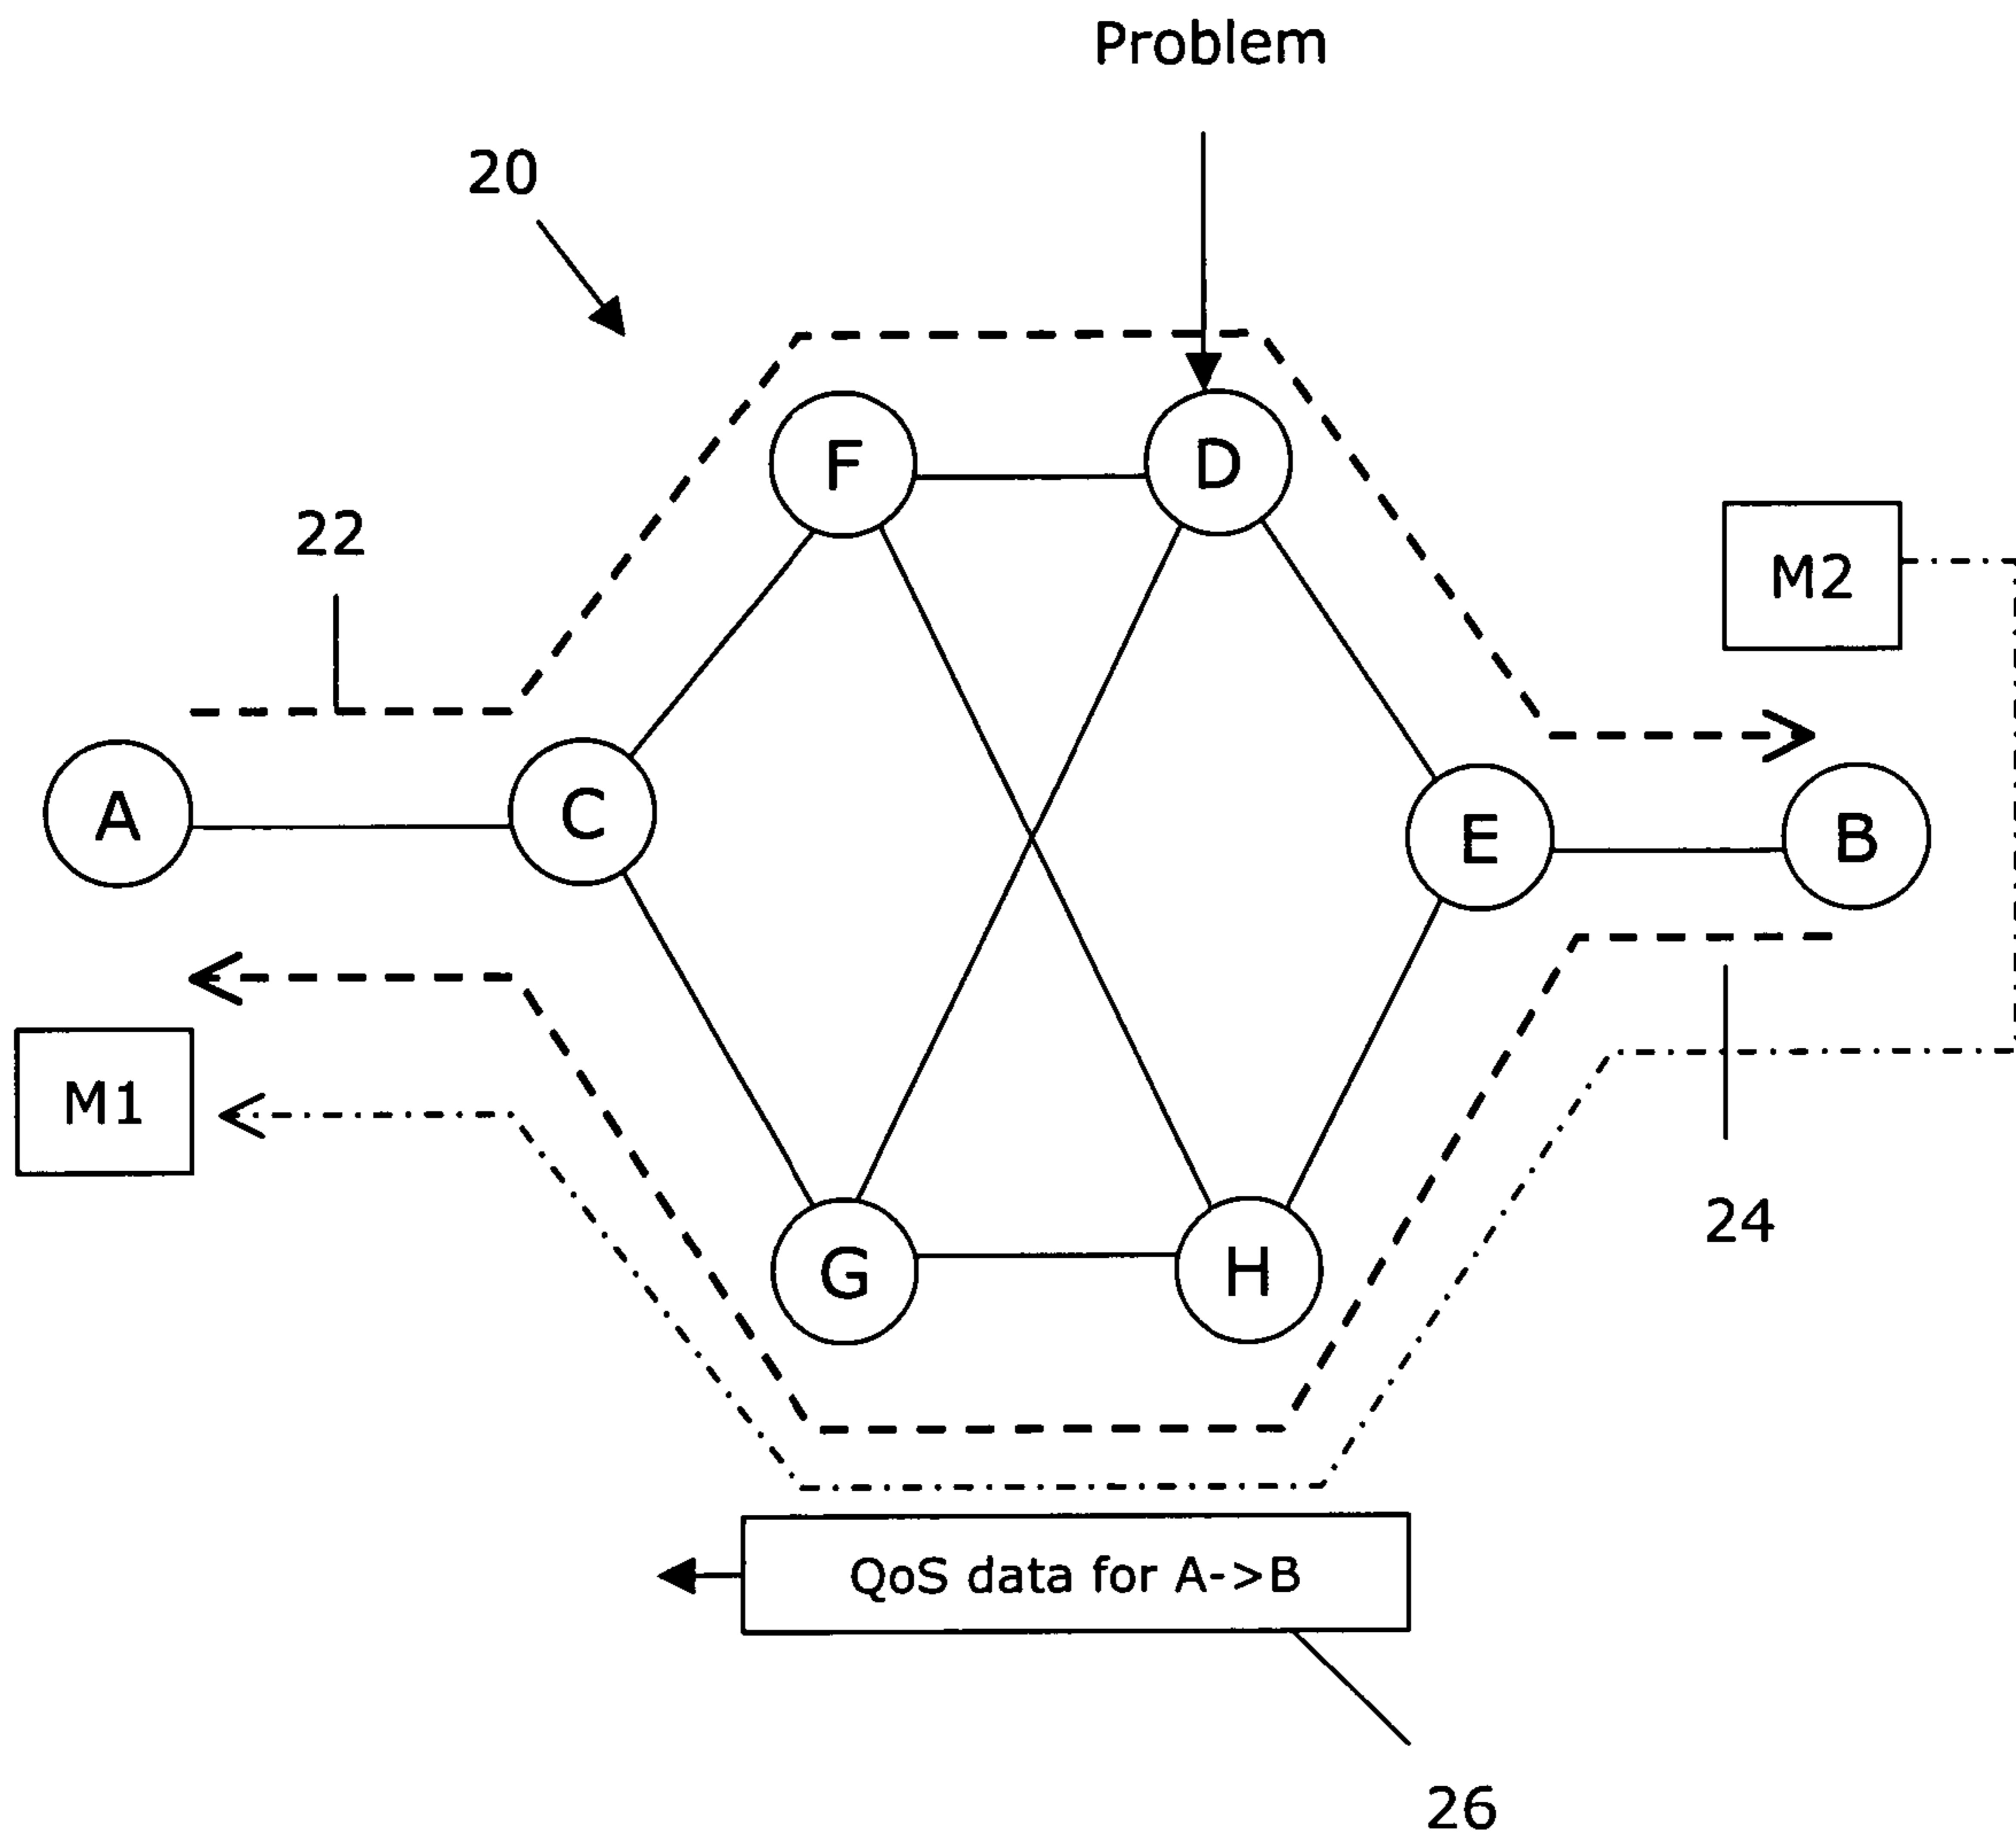 Problem
20
F
D
22
M2
A
C
E
B
M1
24
G
H
QoS data for A->B
26